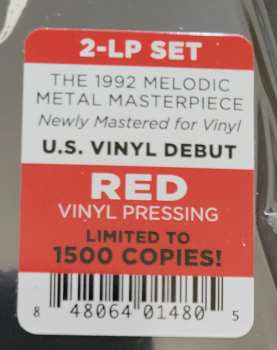 2-LP SET
THE 1992 MELODIC
METAL MASTERPIECE
Newly Mastered for Vinyl
U.S. VINYL DEBUT
RED
VINYL PRESSING
LIMITED TO
1500 COPIES!
8 48064 01480 5